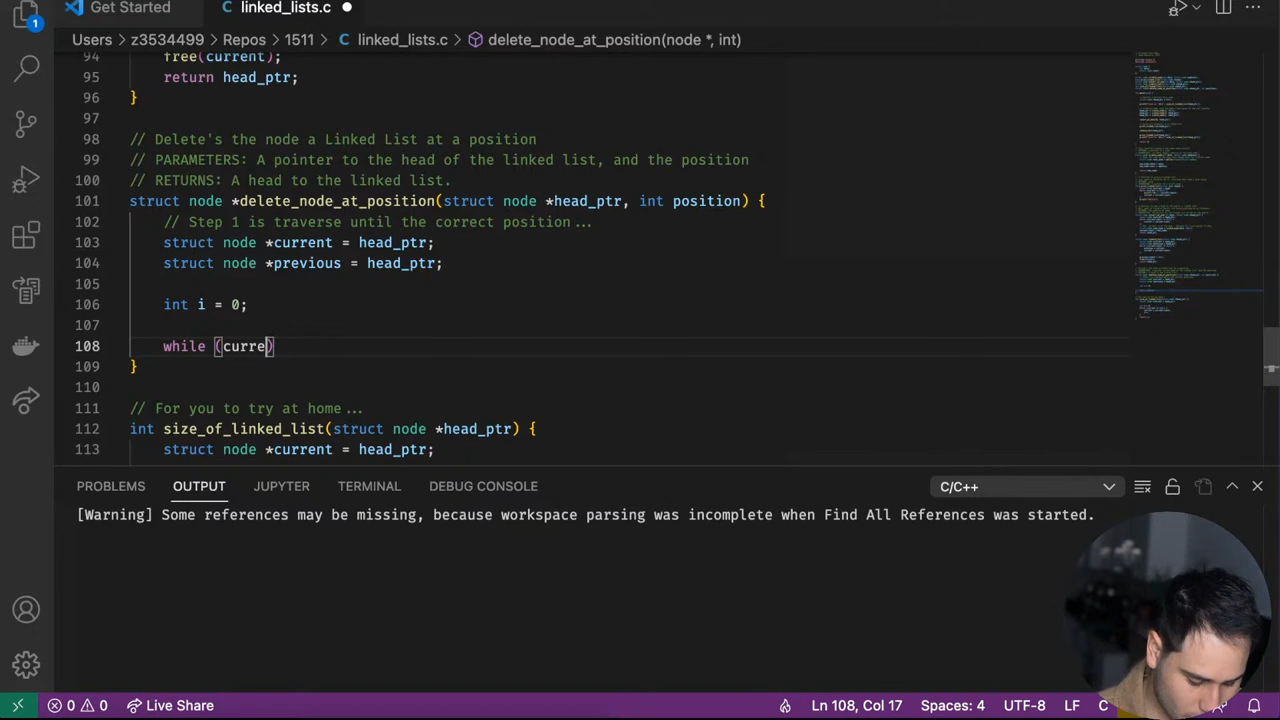 Get Started
linked_lists.c
1
Users > z3534499 > Repos > 1511 > linked_lists.c > delete_node_at_position(node *, int)
94 free(current);
95 return head_ptr;
96 }
97
98 // Delete's the node in a Linked List at a position
99 // PARAMETERS: A pointer to the head of the linked list, and the position
100 // RETURNS: A head to the linked list
101 struct node *delete_node_at_position(struct node *head_ptr, int position) {
102 // Step 1 is traverse until the correct position...
103 struct node *current = head_ptr;
104 struct node *previous = head_ptr;
105
106 int i = 0;
107
108 while (curre)
109 }
110
111 // For you to try at home...
112 int size_of_linked_list(struct node *head_ptr) {
113 struct node *current = head_ptr;
PROBLEMS OUTPUT JUPYTER TERMINAL DEBUG CONSOLE C/C++
[Warning] Some references may be missing, because workspace parsing was incomplete when Find All References was started.
0 0 Live Share Ln 108, Col 17 Spaces: 4 UTF-8 LF C